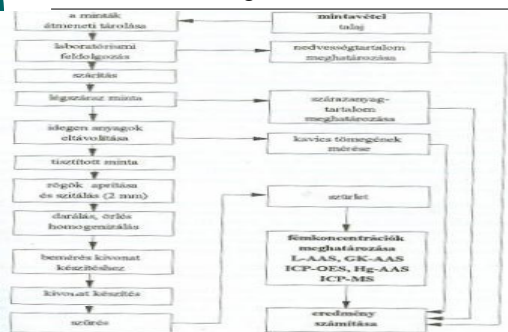 a minták
átmeneti tárolása
mintavétel
talaj
laboratóriumi
feldolgozás
nedvességtartalom
meghatározása
szárítás
légszáraz minta
szárazanyag-
tartalom
meghatározása
idegen anyagok
eltávolítása
kavics tömegének
mérése
tisztított minta
rögök aprítása
és szitálás (2 mm)
szűrlet
darálás, őrlés
homogenizálás
fémkoncentrációk
meghatározása
L-AAS, GK-AAS
ICP-OES, Hg-AAS
ICP-MS
bemérés kivonat
készítéshez
kivonat készítés
szűrés
eredmény
számítása